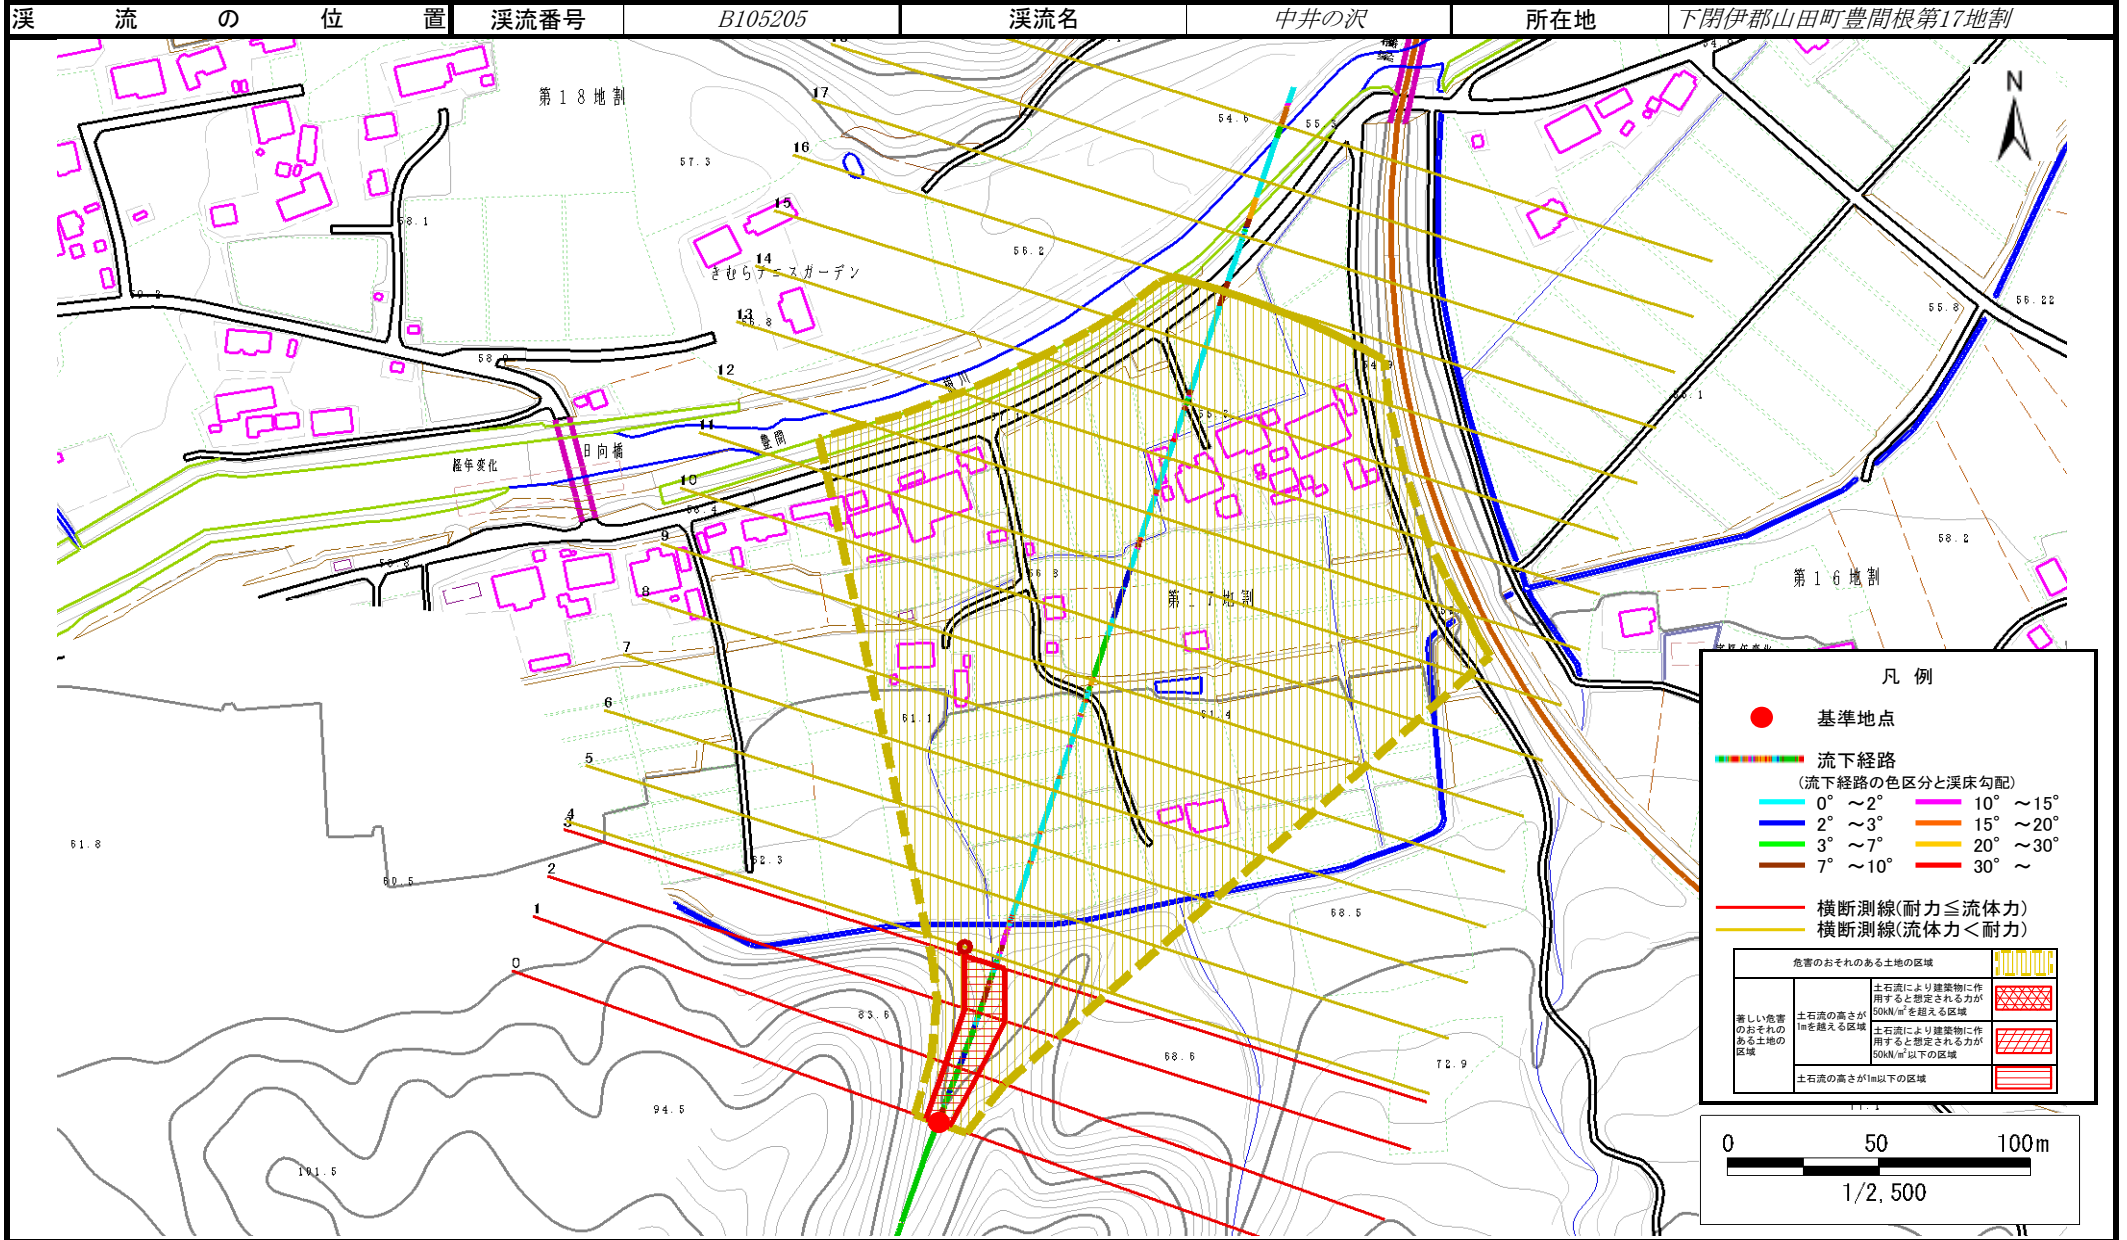 渓流の位置 渓流番号 B105205 渓流名 中井の沢 所在地 下閉伊郡山田町豊間根第17地割
第18地割
17
16
15
14
13
12
11
10
9
8
7
6
5
4
3
2
1
0
57.3
54.6
58.1
56.2
きむらテニスガーデン
55.8
56.22
日向橋
経年変化
豊間
58.2
第16地割
61.1
61.4
61.8
60.5
62.3
68.5
83.6
68.6
72.9
94.5
101.5
N
凡例
基準地点
流下経路
(流下経路の色区分と渓床勾配)
0° ~2° 10° ~15°
2° ~3° 15° ~20°
3° ~7° 20° ~30°
7° ~10° 30° ~
横断測線(耐力≦流体力)
横断測線(流体力<耐力)
危害のおそれのある土地の区域
著しい危害のおそれのある土地の区域
土石流の高さが1mを越える区域
土石流により建築物に作用すると想定される力が50kN/m²を超える区域
土石流により建築物に作用すると想定される力が50kN/m²以下の区域
土石流の高さが1m以下の区域
0 50 100m
1/2,500